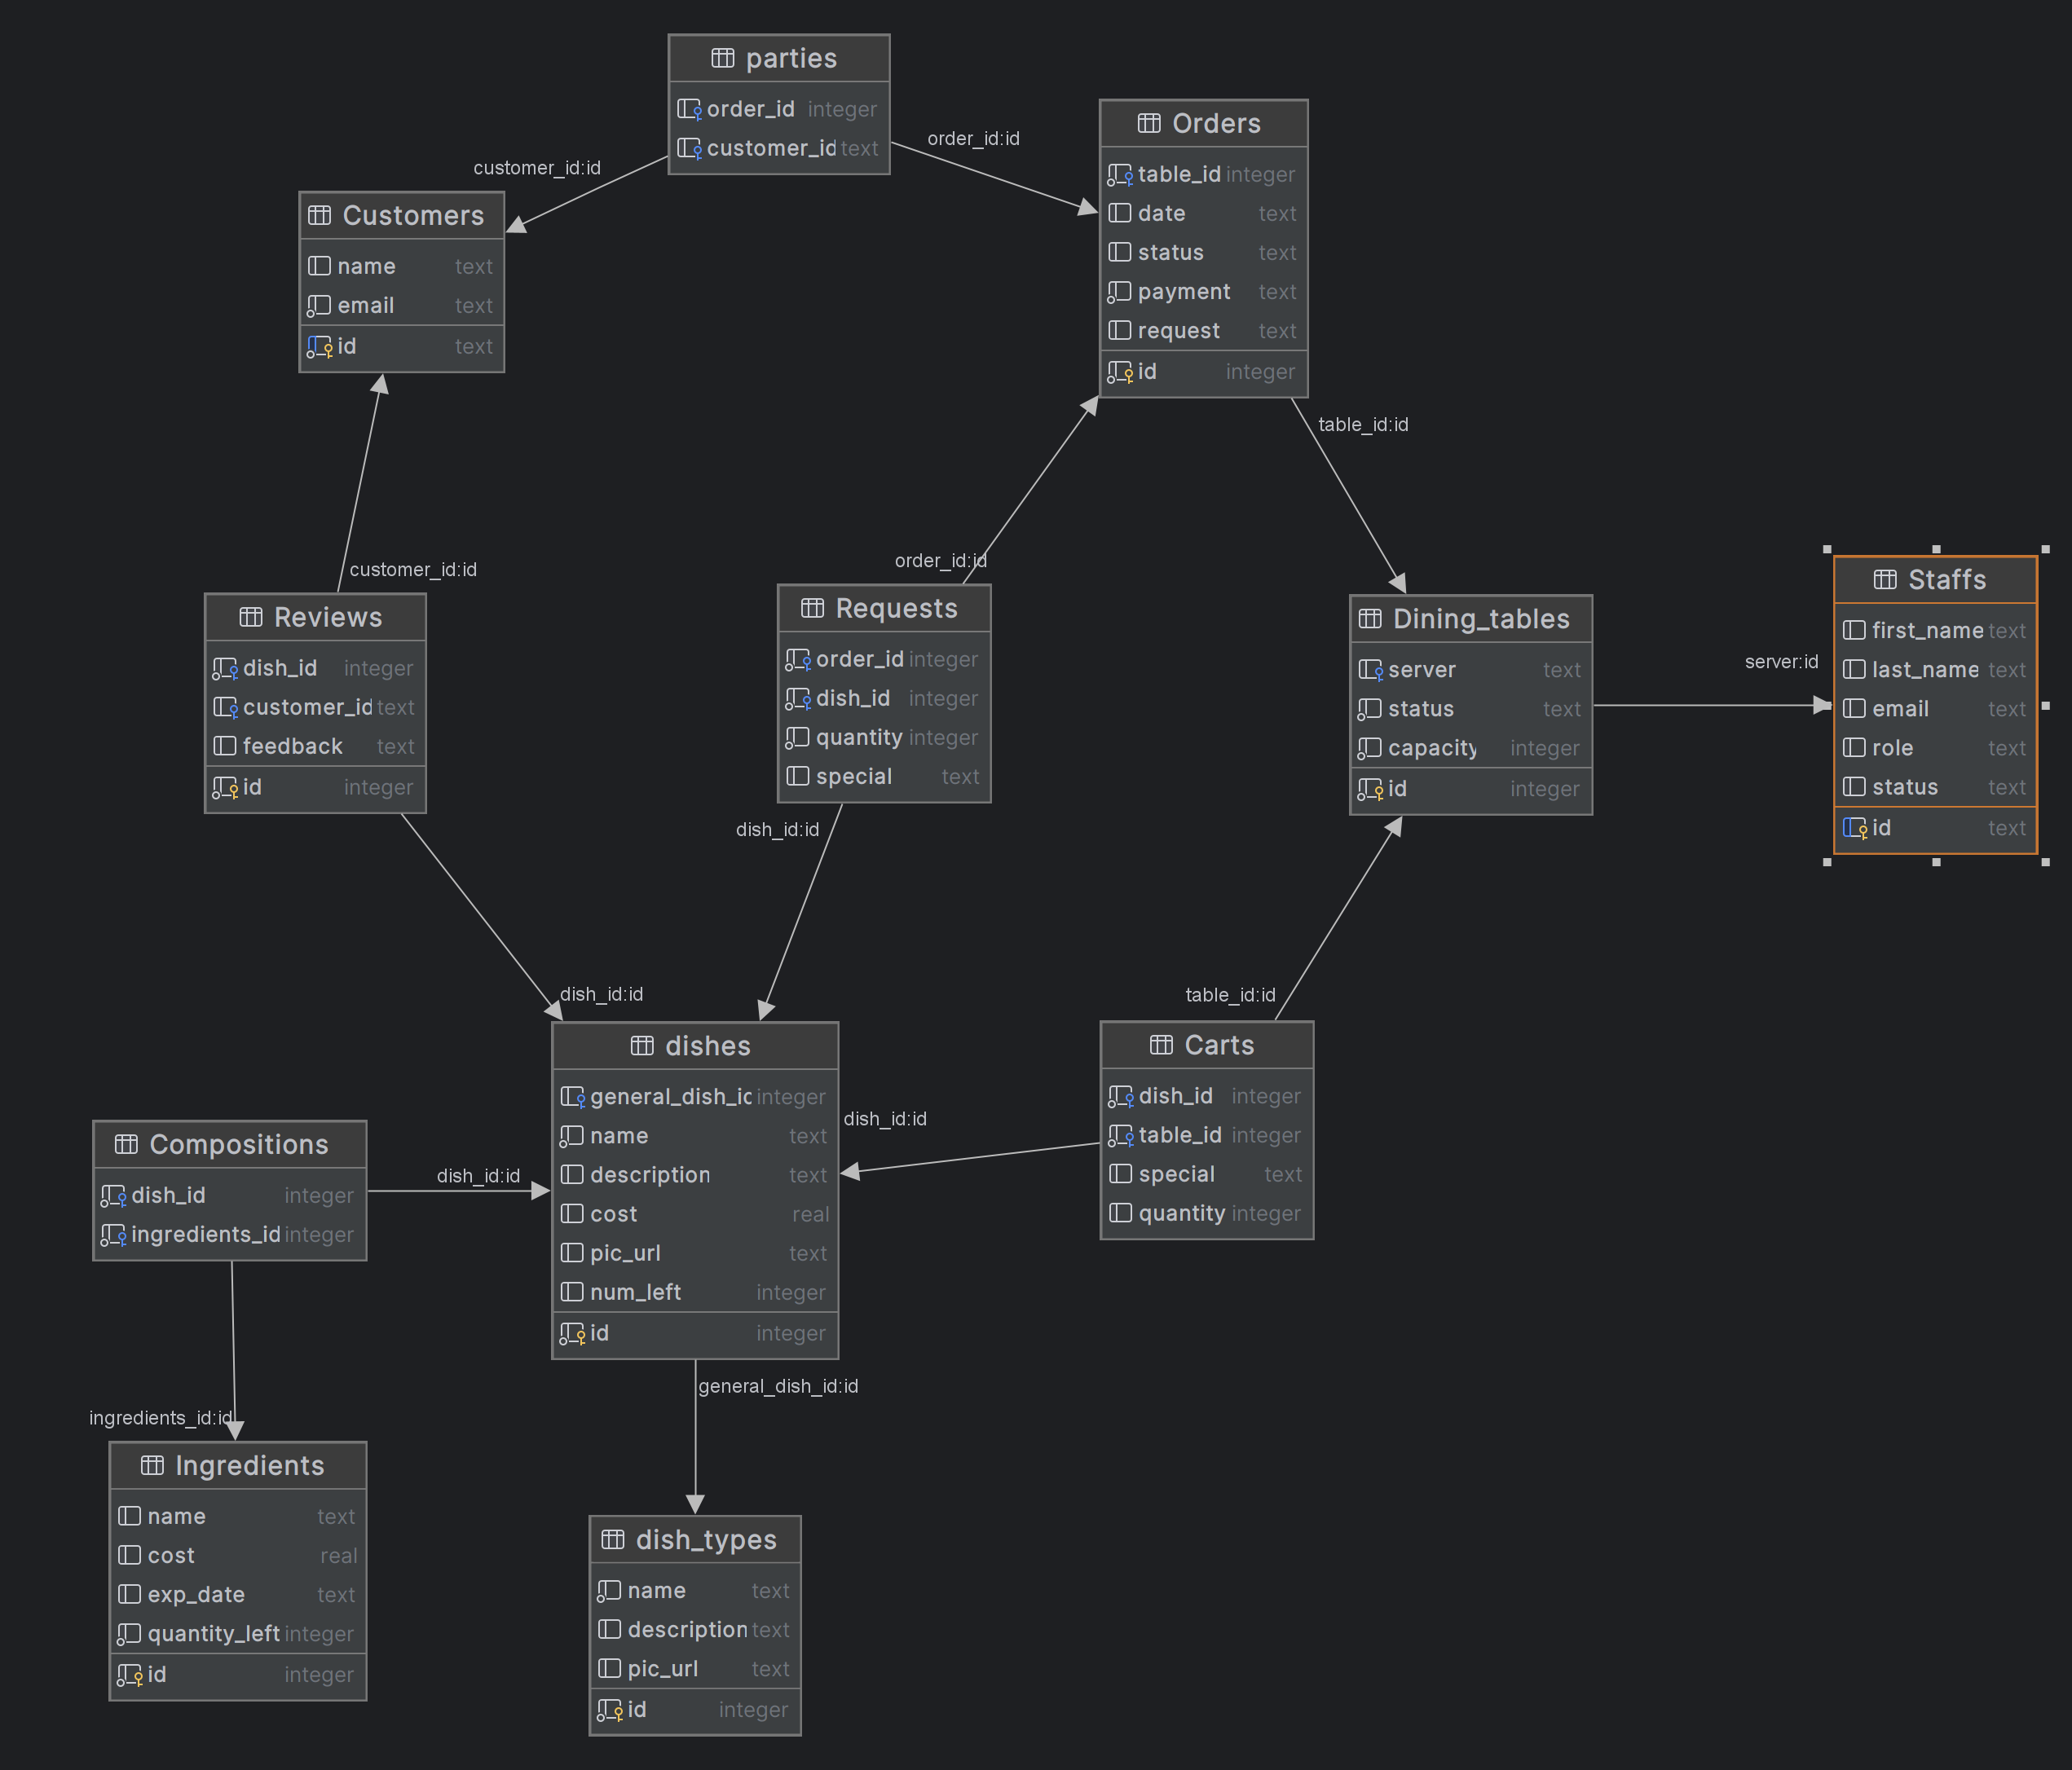 parties
order_id integer
customer_id text
customer_id:id
order_id:id
Orders
table_id integer
date text
status text
payment text
request text
id integer
Customers
name text
email text
id text
table_id:id
customer_id:id
order_id:id
Reviews
dish_id integer
customer_id text
feedback text
id integer
Requests
order_id integer
dish_id integer
quantity integer
special text
Dining_tables
server text
status text
capacity integer
id integer
server:id
Staffs
first_name text
last_name text
email text
role text
status text
id text
dish_id:id
dish_id:id
table_id:id
dishes
general_dish_id integer
name text
description text
cost real
pic_url text
num_left integer
id integer
dish_id:id
Carts
dish_id integer
table_id integer
special text
quantity integer
Compositions
dish_id integer
ingredients_id integer
dish_id:id
general_dish_id:id
ingredients_id:id
Ingredients
name text
cost real
exp_date text
quantity_left integer
id integer
dish_types
name text
description text
pic_url text
id integer